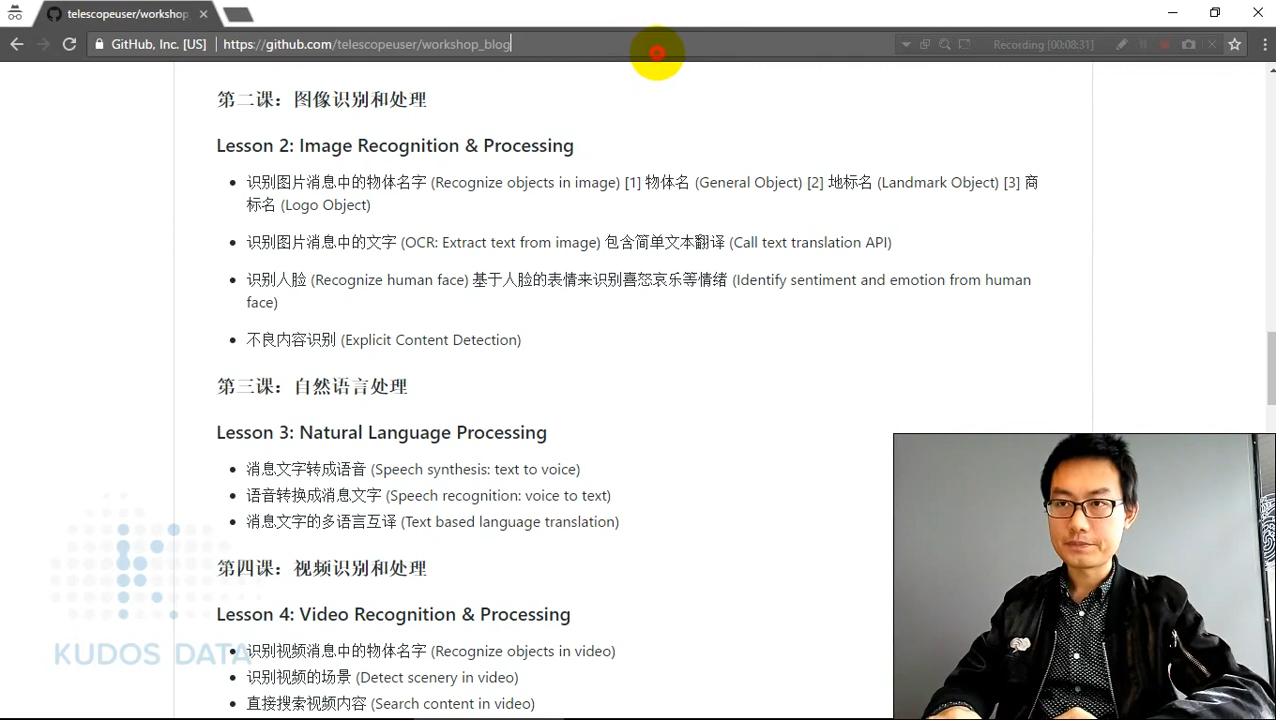 telescopeuser/workshop_
GitHub, Inc. [US]
https://github.com/telescopeuser/workshop_blog
Recording [00:08:31]
第二课：图像识别和处理
Lesson 2: Image Recognition & Processing
识别图片消息中的物体名字 (Recognize objects in image) [1] 物体名 (General Object) [2] 地标名 (Landmark Object) [3] 商
标名 (Logo Object)
识别图片消息中的文字 (OCR: Extract text from image) 包含简单文本翻译 (Call text translation API)
识别人脸 (Recognize human face) 基于人脸的表情来识别喜怒哀乐等情绪 (Identify sentiment and emotion from human
face)
不良内容识别 (Explicit Content Detection)
第三课：自然语言处理
Lesson 3: Natural Language Processing
消息文字转成语音 (Speech synthesis: text to voice)
语音转换成消息文字 (Speech recognition: voice to text)
消息文字的多语言互译 (Text based language translation)
第四课：视频识别和处理
Lesson 4: Video Recognition & Processing
识别视频消息中的物体名字 (Recognize objects in video)
识别视频的场景 (Detect scenery in video)
直接搜索视频内容 (Search content in video)
KUDOS DATA